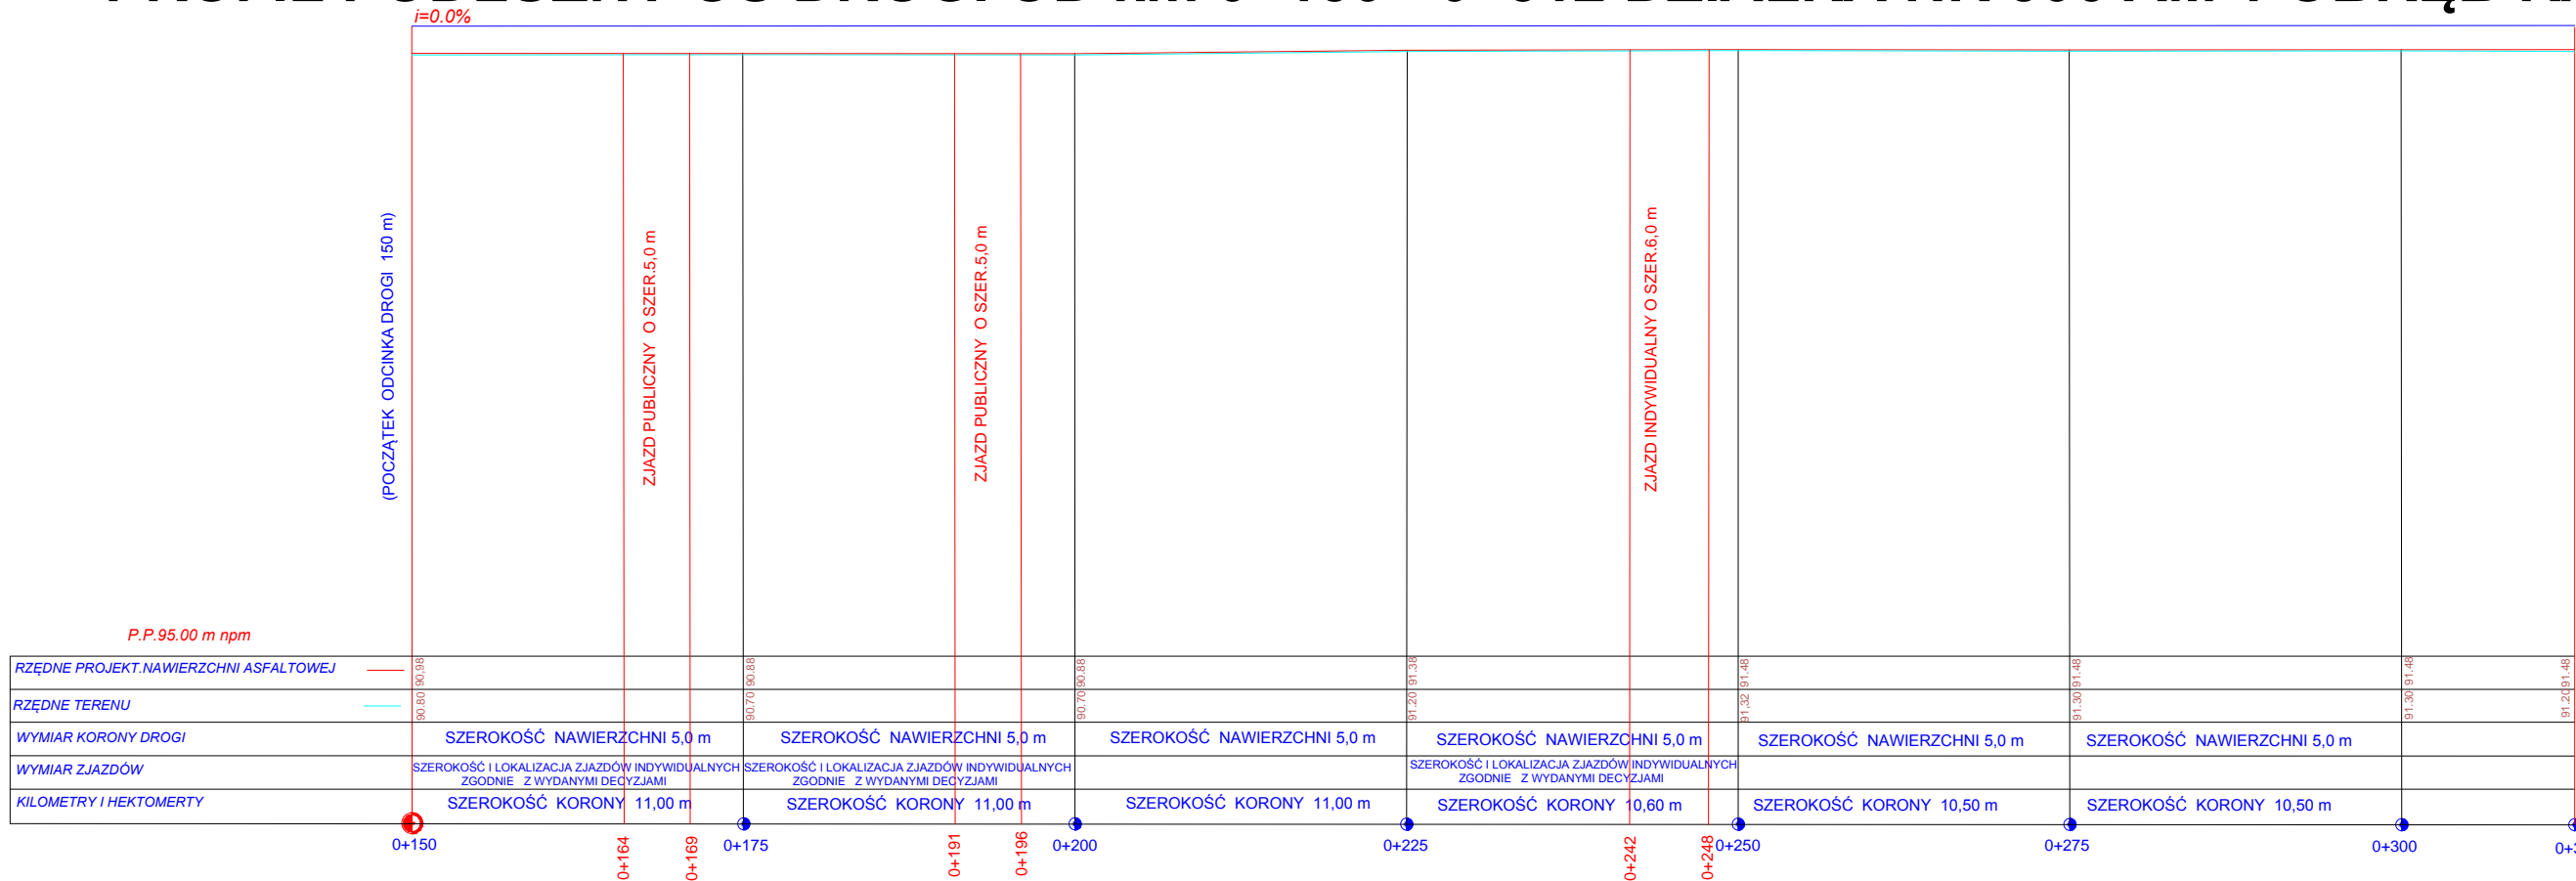 i=0.0%
(POCZĄTEK ODCINKA DROGI 150 m)
ZJAZD PUBLICZNY O SZER.5,0 m
ZJAZD PUBLICZNY O SZER.5,0 m
ZJAZD INDYWIDUALNY O SZER.6,0 m
P.P.95.00 m npm
RZĘDNE PROJEKT.NAWIERZCHNI ASFALTOWEJ 90.98 90.88 90.88 91.38 91.48 91.48 91.48 91.48
RZĘDNE TERENU 90.80 90.70 90.70 91.20 91,32 91.30 91.30 91.20
WYMIAR KORONY DROGI SZEROKOŚĆ NAWIERZCHNI 5,0 m SZEROKOŚĆ NAWIERZCHNI 5,0 m SZEROKOŚĆ NAWIERZCHNI 5,0 m SZEROKOŚĆ NAWIERZCHNI 5,0 m SZEROKOŚĆ NAWIERZCHNI 5,0 m SZEROKOŚĆ NAWIERZCHNI 5,0 m
WYMIAR ZJAZDÓW
SZEROKOŚĆ I LOKALIZACJA ZJAZDÓW INDYWIDUALNYCH
ZGODNIE Z WYDANYMI DECYZJAMI
SZEROKOŚĆ I LOKALIZACJA ZJAZDÓW INDYWIDUALNYCH
ZGODNIE Z WYDANYMI DECYZJAMI
SZEROKOŚĆ I LOKALIZACJA ZJAZDÓW INDYWIDUALNYCH
ZGODNIE Z WYDANYMI DECYZJAMI
KILOMETRY I HEKTOMERTY SZEROKOŚĆ KORONY 11,00 m SZEROKOŚĆ KORONY 11,00 m SZEROKOŚĆ KORONY 11,00 m SZEROKOŚĆ KORONY 10,60 m SZEROKOŚĆ KORONY 10,50 m SZEROKOŚĆ KORONY 10,50 m
0+150 0+164 0+169 0+175 0+191 0+196 0+200 0+225 0+242 0+248 0+250 0+275 0+300